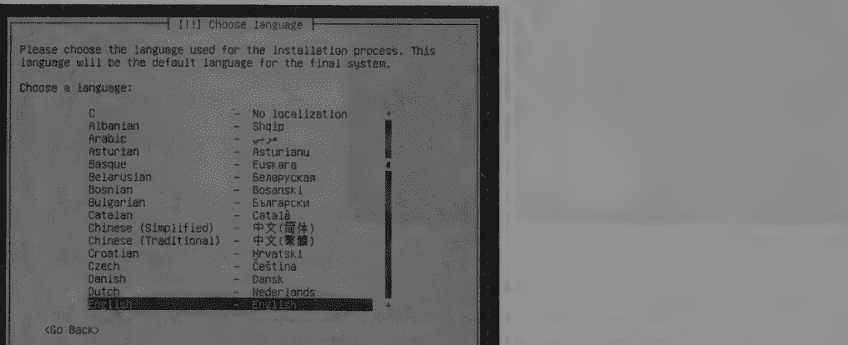 [!!] Choose language
Please choose the language used for the installation process. This
language will be the default language for the final system.
Choose a language:
C - No localization
Albanian - Shqip
Arabic - عربي
Asturian - Asturianu
Basque - Euskara
Belarusian - Беларуская
Bosnian - Bosanski
Bulgarian - Български
Catalan - Català
Chinese (Simplified) - 中文(简体)
Chinese (Traditional) - 中文(繁體)
Croatian - Hrvatski
Czech - Čeština
Danish - Dansk
Dutch - Nederlands
English - English
<Go Back>